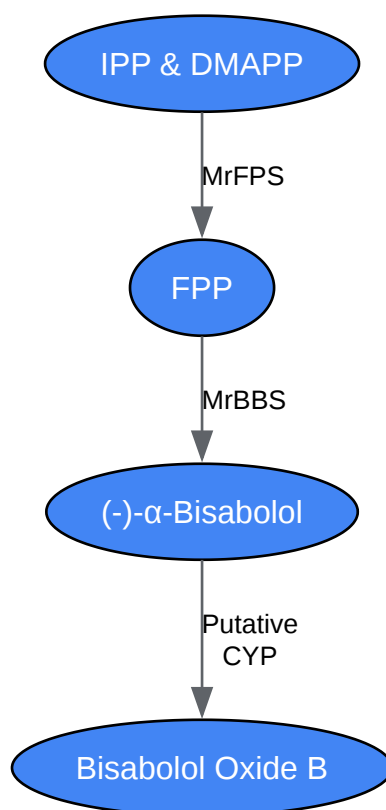 IPP & DMAPP
MrFPS
FPP
MrBBS
(-)-α-Bisabolol
Putative
CYP
Bisabolol Oxide B